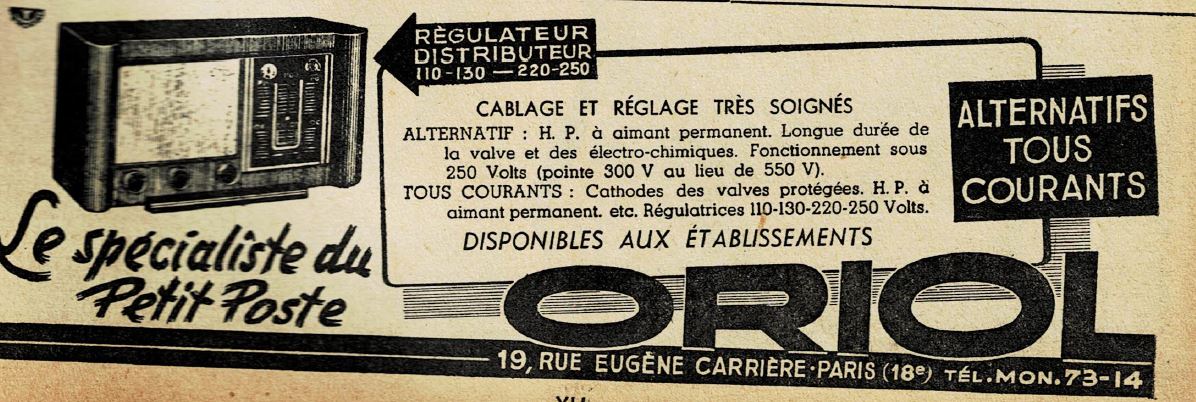 RÈGULATEUR
DISTRIBUTEUR
110-130 — 220-250
CABLAGE ET RÉGLAGE TRÈS SOIGNÉS
ALTERNATIF : H. P. à aimant permanent. Longue durée de
la valve et des électro-chimiques. Fonctionnement sous
250 Volts (pointe 300 V au lieu de 550 V).
TOUS COURANTS : Cathodes des valves protégées. H. P. à
aimant permanent. etc. Régulatrices 110-130-220-250 Volts.
DISPONIBLES AUX ÉTABLISSEMENTS
ALTERNATIFS
TOUS
COURANTS
Le spécialiste du
Petit Poste
ORIOL
19, RUE EUGÈNE CARRIÈRE·PARIS (18e) TÉL.MON.73-14